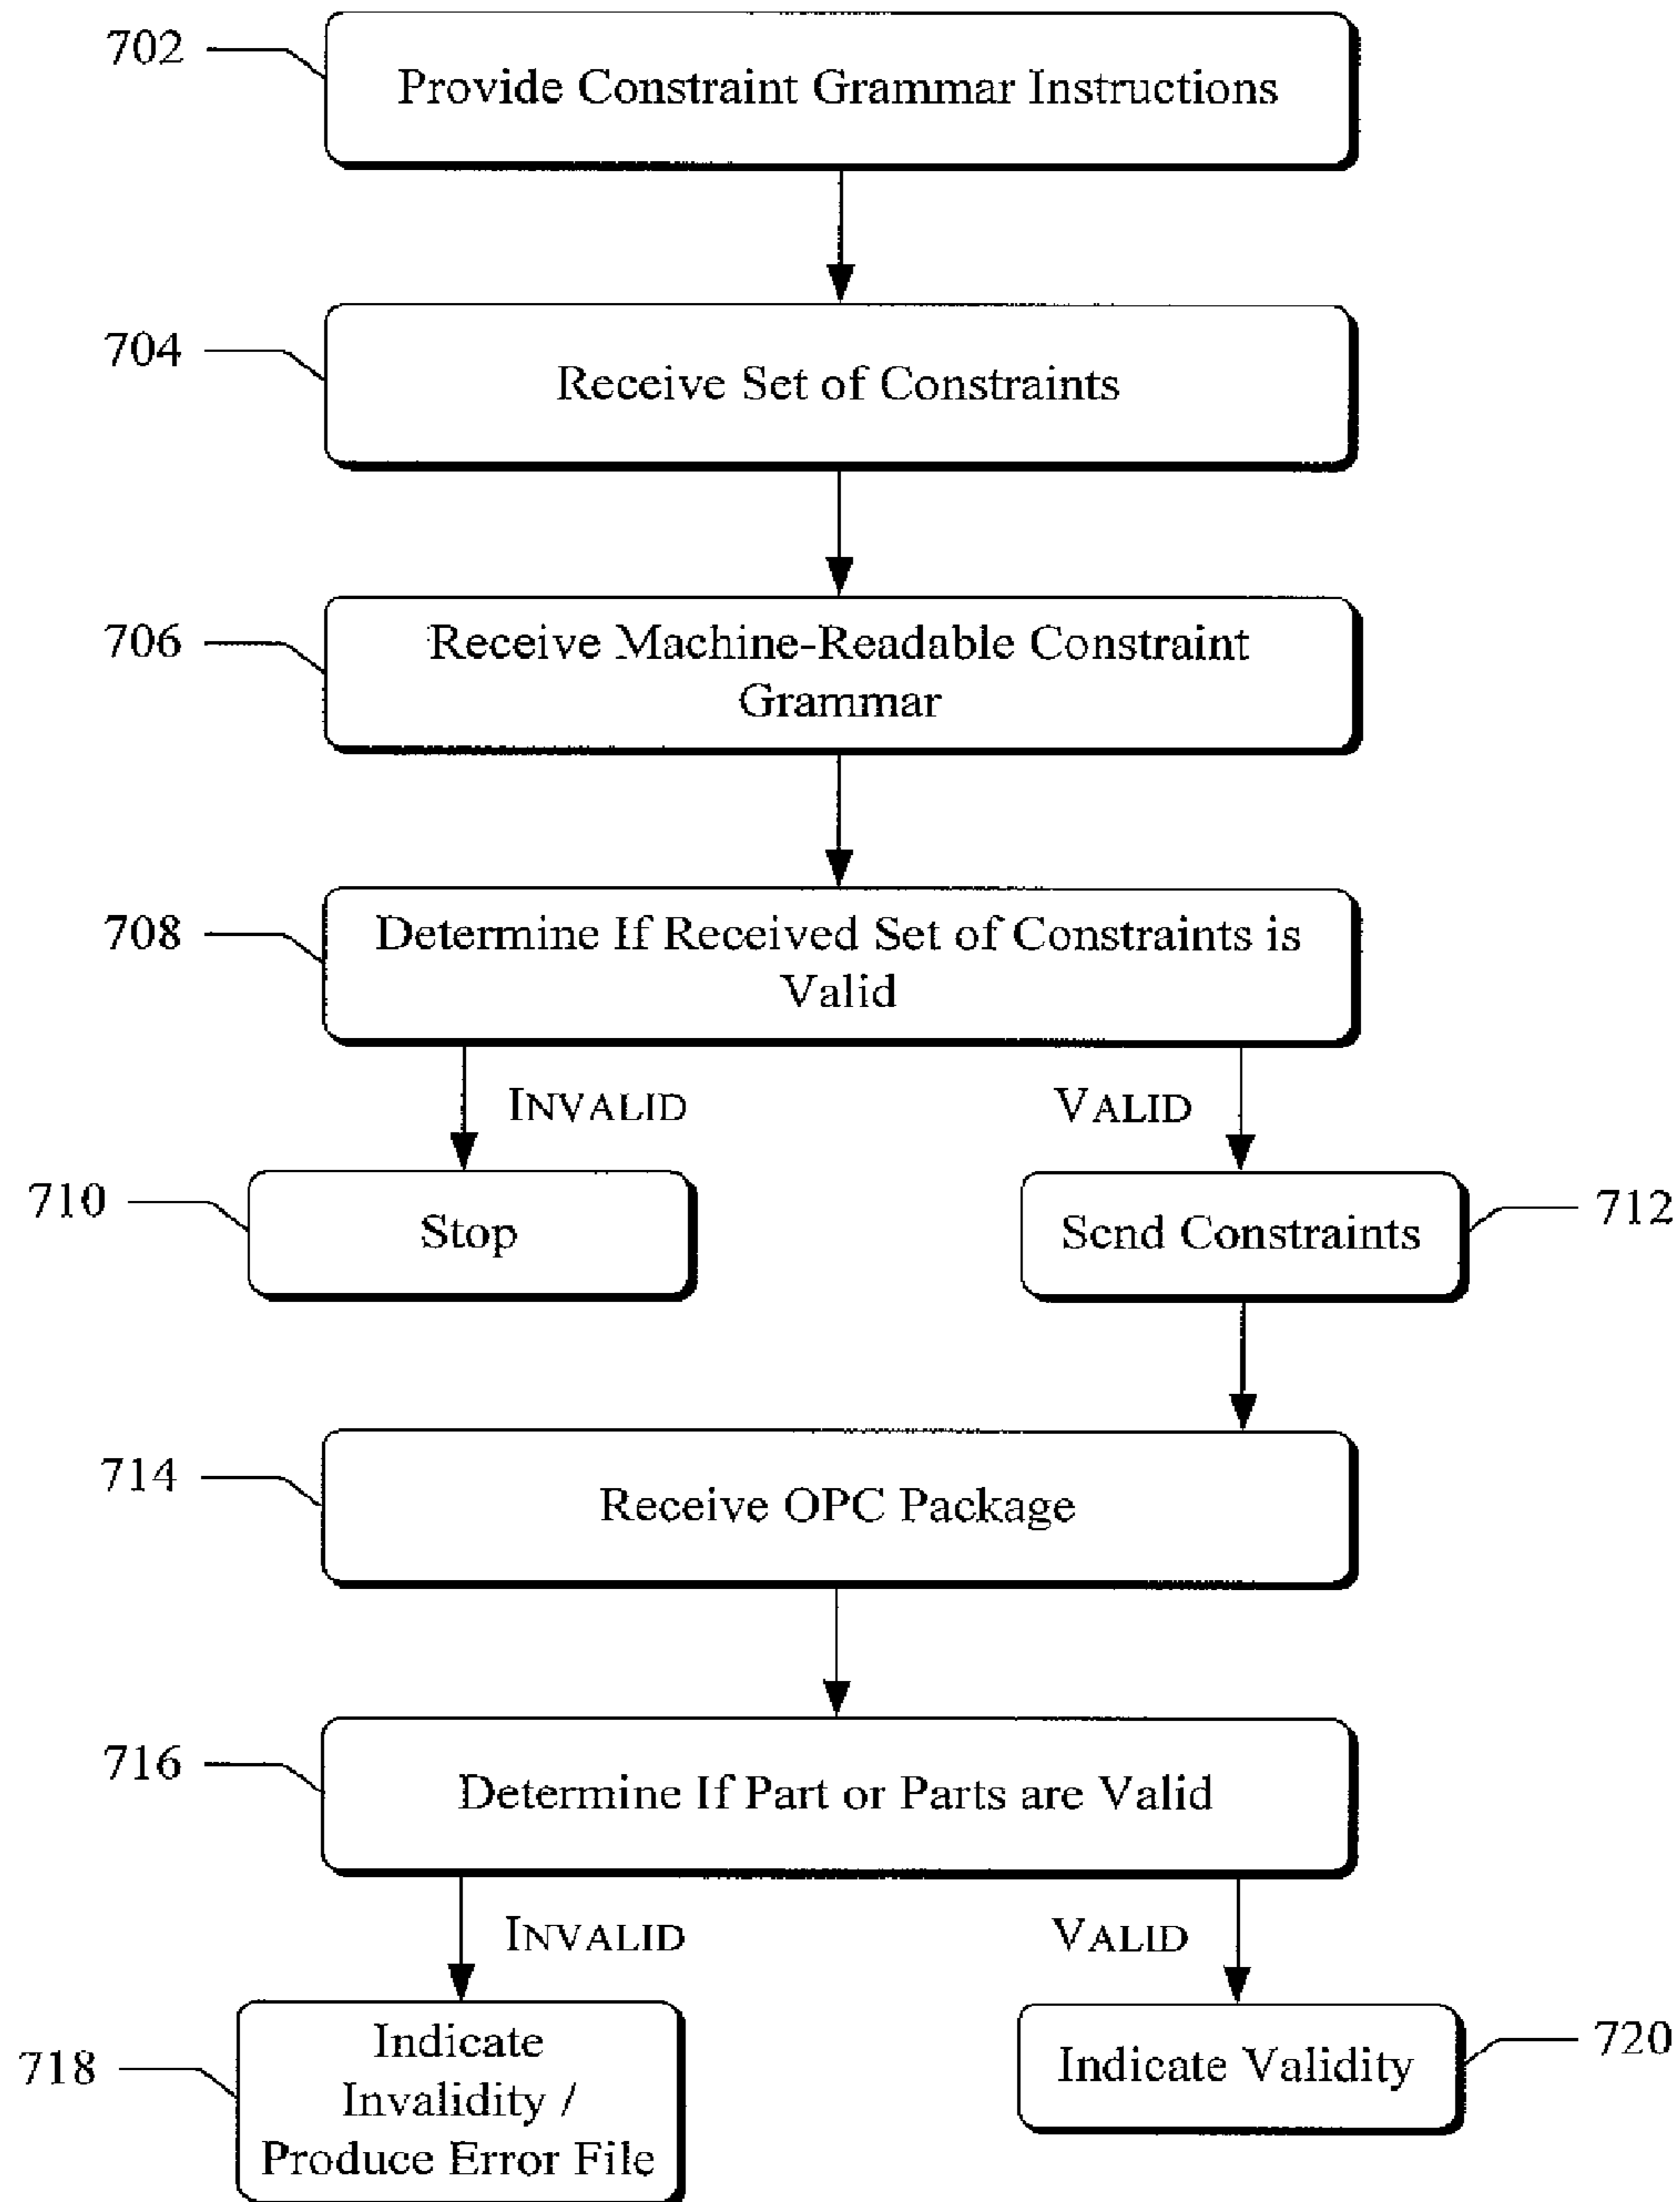 702
Provide Constraint Grammar Instructions
704
Receive Set of Constraints
706
Receive Machine-Readable Constraint
Grammar
708
Determine If Received Set of Constraints is
Valid
INVALID
VALID
710
Stop
Send Constraints
712
714
Receive OPC Package
716
Determine If Part or Parts are Valid
INVALID
VALID
718
Indicate
Invalidity /
Produce Error File
Indicate Validity
720